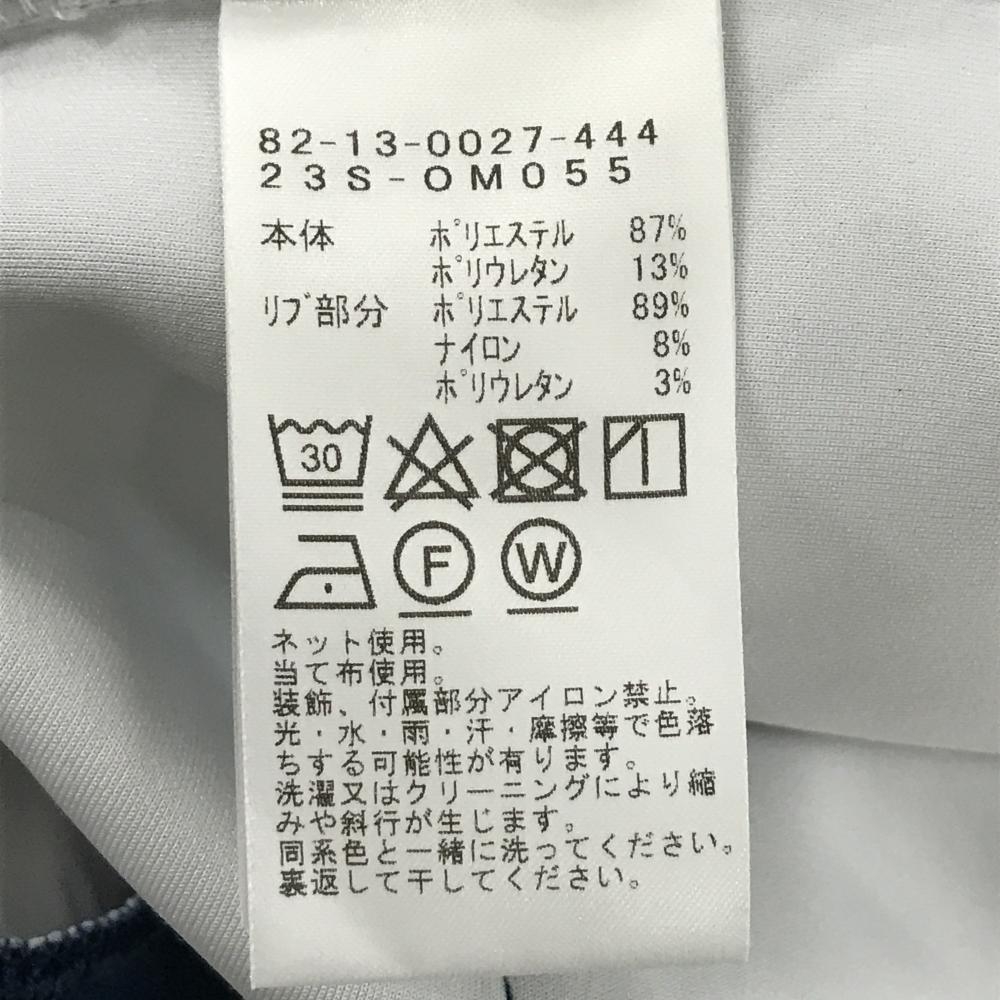 82-13-0027-444
23S-OM055
本体 ﾎﾟﾘｴｽﾃﾙ 87%
ﾎﾟﾘｳﾚﾀﾝ 13%
ﾘﾌﾞ部分 ﾎﾟﾘｴｽﾃﾙ 89%
ﾅｲﾛﾝ 8%
ﾎﾟﾘｳﾚﾀﾝ 3%
30
F W
ネット使用。
当て布使用。
装飾、付属部分アイロン禁止。
光・水・雨・汗・摩擦等で色落
ちする可能性が有ります。
洗濯又はクリーニングにより縮
みや斜行が生じます。
同系色と一緒に洗ってください。
裏返して干してください。